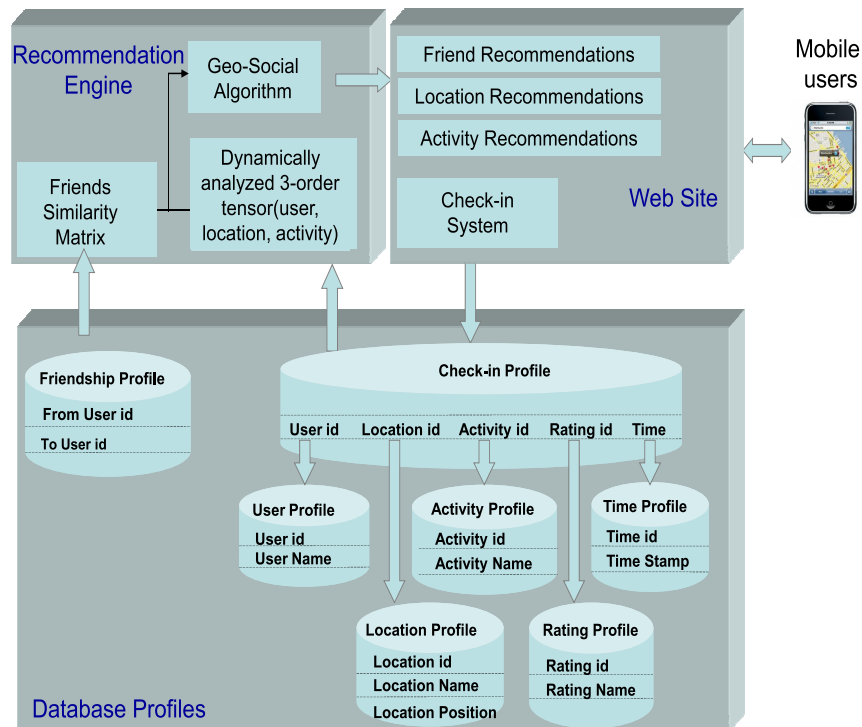 Recommendation
Engine
Geo-Social
Algorithm
Friends
Similarity
Matrix
Dynamically
analyzed 3-order
tensor(user,
location, activity)
Friend Recommendations
Location Recommendations
Activity Recommendations
Check-in
System
Web Site
Mobile
users
Friendship Profile
From User id
To User id
Check-in Profile
User id Location id Activity id Rating id Time
User Profile
User id
User Name
Activity Profile
Activity id
Activity Name
Time Profile
Time id
Time Stamp
Location Profile
Location id
Location Name
Location Position
Rating Profile
Rating id
Rating Name
Database Profiles